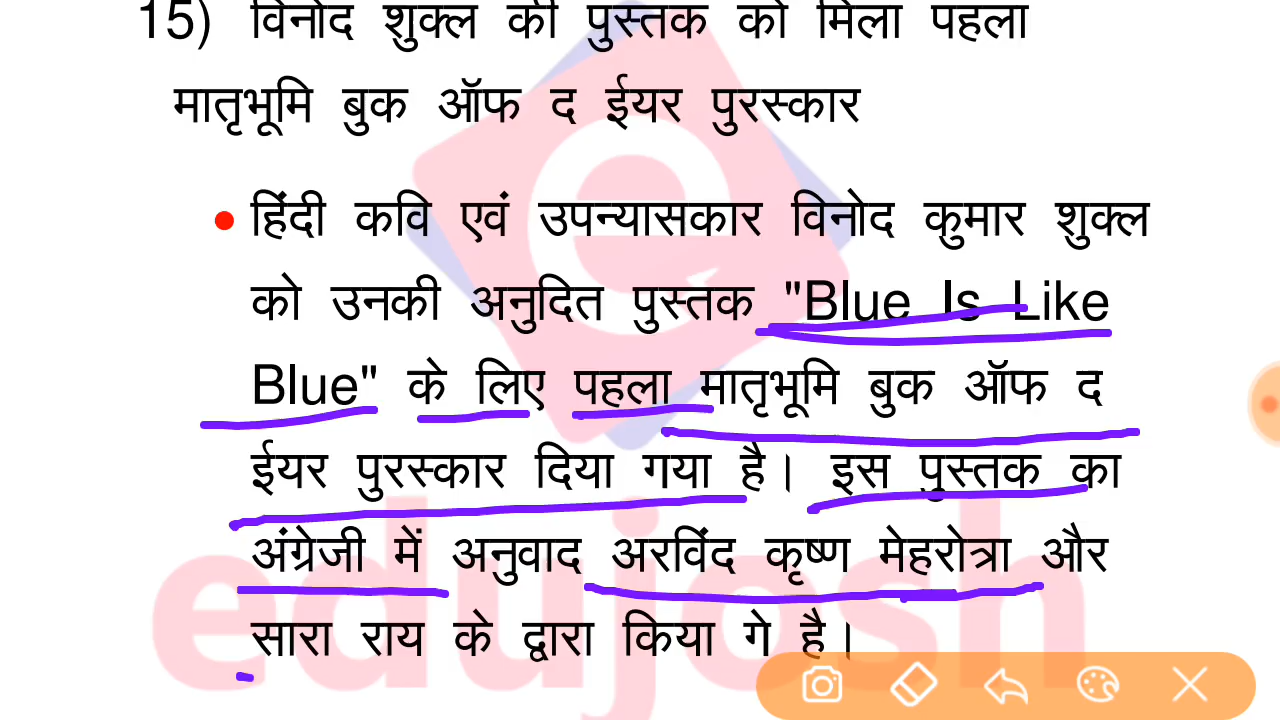 15) विनोद शुक्ल की पुस्तक को मिला पहला
मातृभूमि बुक ऑफ द ईयर पुरस्कार
हिंदी कवि एवं उपन्यासकार विनोद कुमार शुक्ल
को उनकी अनुदित पुस्तक "Blue Is Like
Blue" के लिए पहला मातृभूमि बुक ऑफ द
ईयर पुरस्कार दिया गया है। इस पुस्तक का
अंग्रेजी में अनुवाद अरविंद कृष्ण मेहरोत्रा और
सारा राय के द्वारा किया गे है।
edujosh